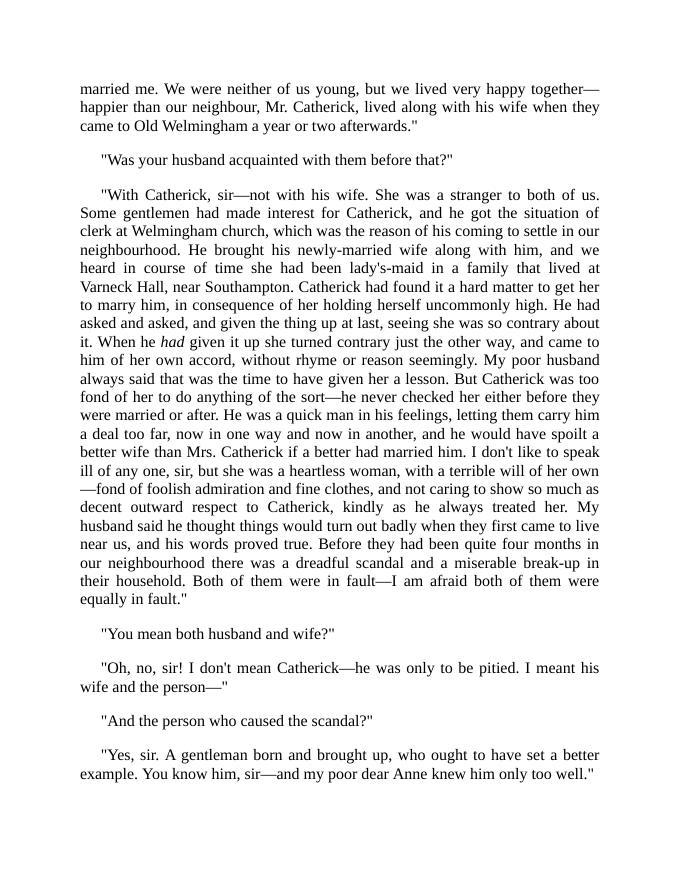 married me. We were neither of us young, but we lived very happy together—
happier than our neighbour, Mr. Catherick, lived along with his wife when they
came to Old Welmingham a year or two afterwards."
"Was your husband acquainted with them before that?"
"With Catherick, sir—not with his wife. She was a stranger to both of us.
Some gentlemen had made interest for Catherick, and he got the situation of
clerk at Welmingham church, which was the reason of his coming to settle in our
neighbourhood. He brought his newly-married wife along with him, and we
heard in course of time she had been lady's-maid in a family that lived at
Varneck Hall, near Southampton. Catherick had found it a hard matter to get her
to marry him, in consequence of her holding herself uncommonly high. He had
asked and asked, and given the thing up at last, seeing she was so contrary about
it. When he had given it up she turned contrary just the other way, and came to
him of her own accord, without rhyme or reason seemingly. My poor husband
always said that was the time to have given her a lesson. But Catherick was too
fond of her to do anything of the sort—he never checked her either before they
were married or after. He was a quick man in his feelings, letting them carry him
a deal too far, now in one way and now in another, and he would have spoilt a
better wife than Mrs. Catherick if a better had married him. I don't like to speak
ill of any one, sir, but she was a heartless woman, with a terrible will of her own
—fond of foolish admiration and fine clothes, and not caring to show so much as
decent outward respect to Catherick, kindly as he always treated her. My
husband said he thought things would turn out badly when they first came to live
near us, and his words proved true. Before they had been quite four months in
our neighbourhood there was a dreadful scandal and a miserable break-up in
their household. Both of them were in fault—I am afraid both of them were
equally in fault."
"You mean both husband and wife?"
"Oh, no, sir! I don't mean Catherick—he was only to be pitied. I meant his
wife and the person—"
"And the person who caused the scandal?"
"Yes, sir. A gentleman born and brought up, who ought to have set a better
example. You know him, sir—and my poor dear Anne knew him only too well."